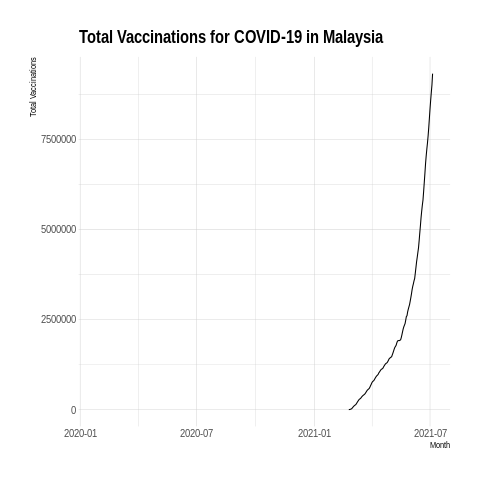 Total Vaccinations for COVID-19 in Malaysia
Total Vaccinations
7500000
5000000
2500000
0
2020-01
2020-07
2021-01
2021-07
Month